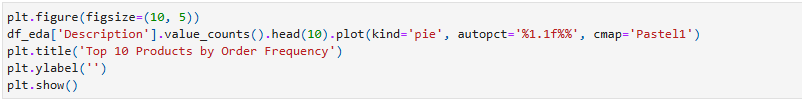 plt.figure(figsize=(10, 5))
df_eda['Description'].value_counts().head(10).plot(kind='pie', autopct='%1.1f%%', cmap='Pastel1')
plt.title('Top 10 Products by Order Frequency')
plt.ylabel('')
plt.show()